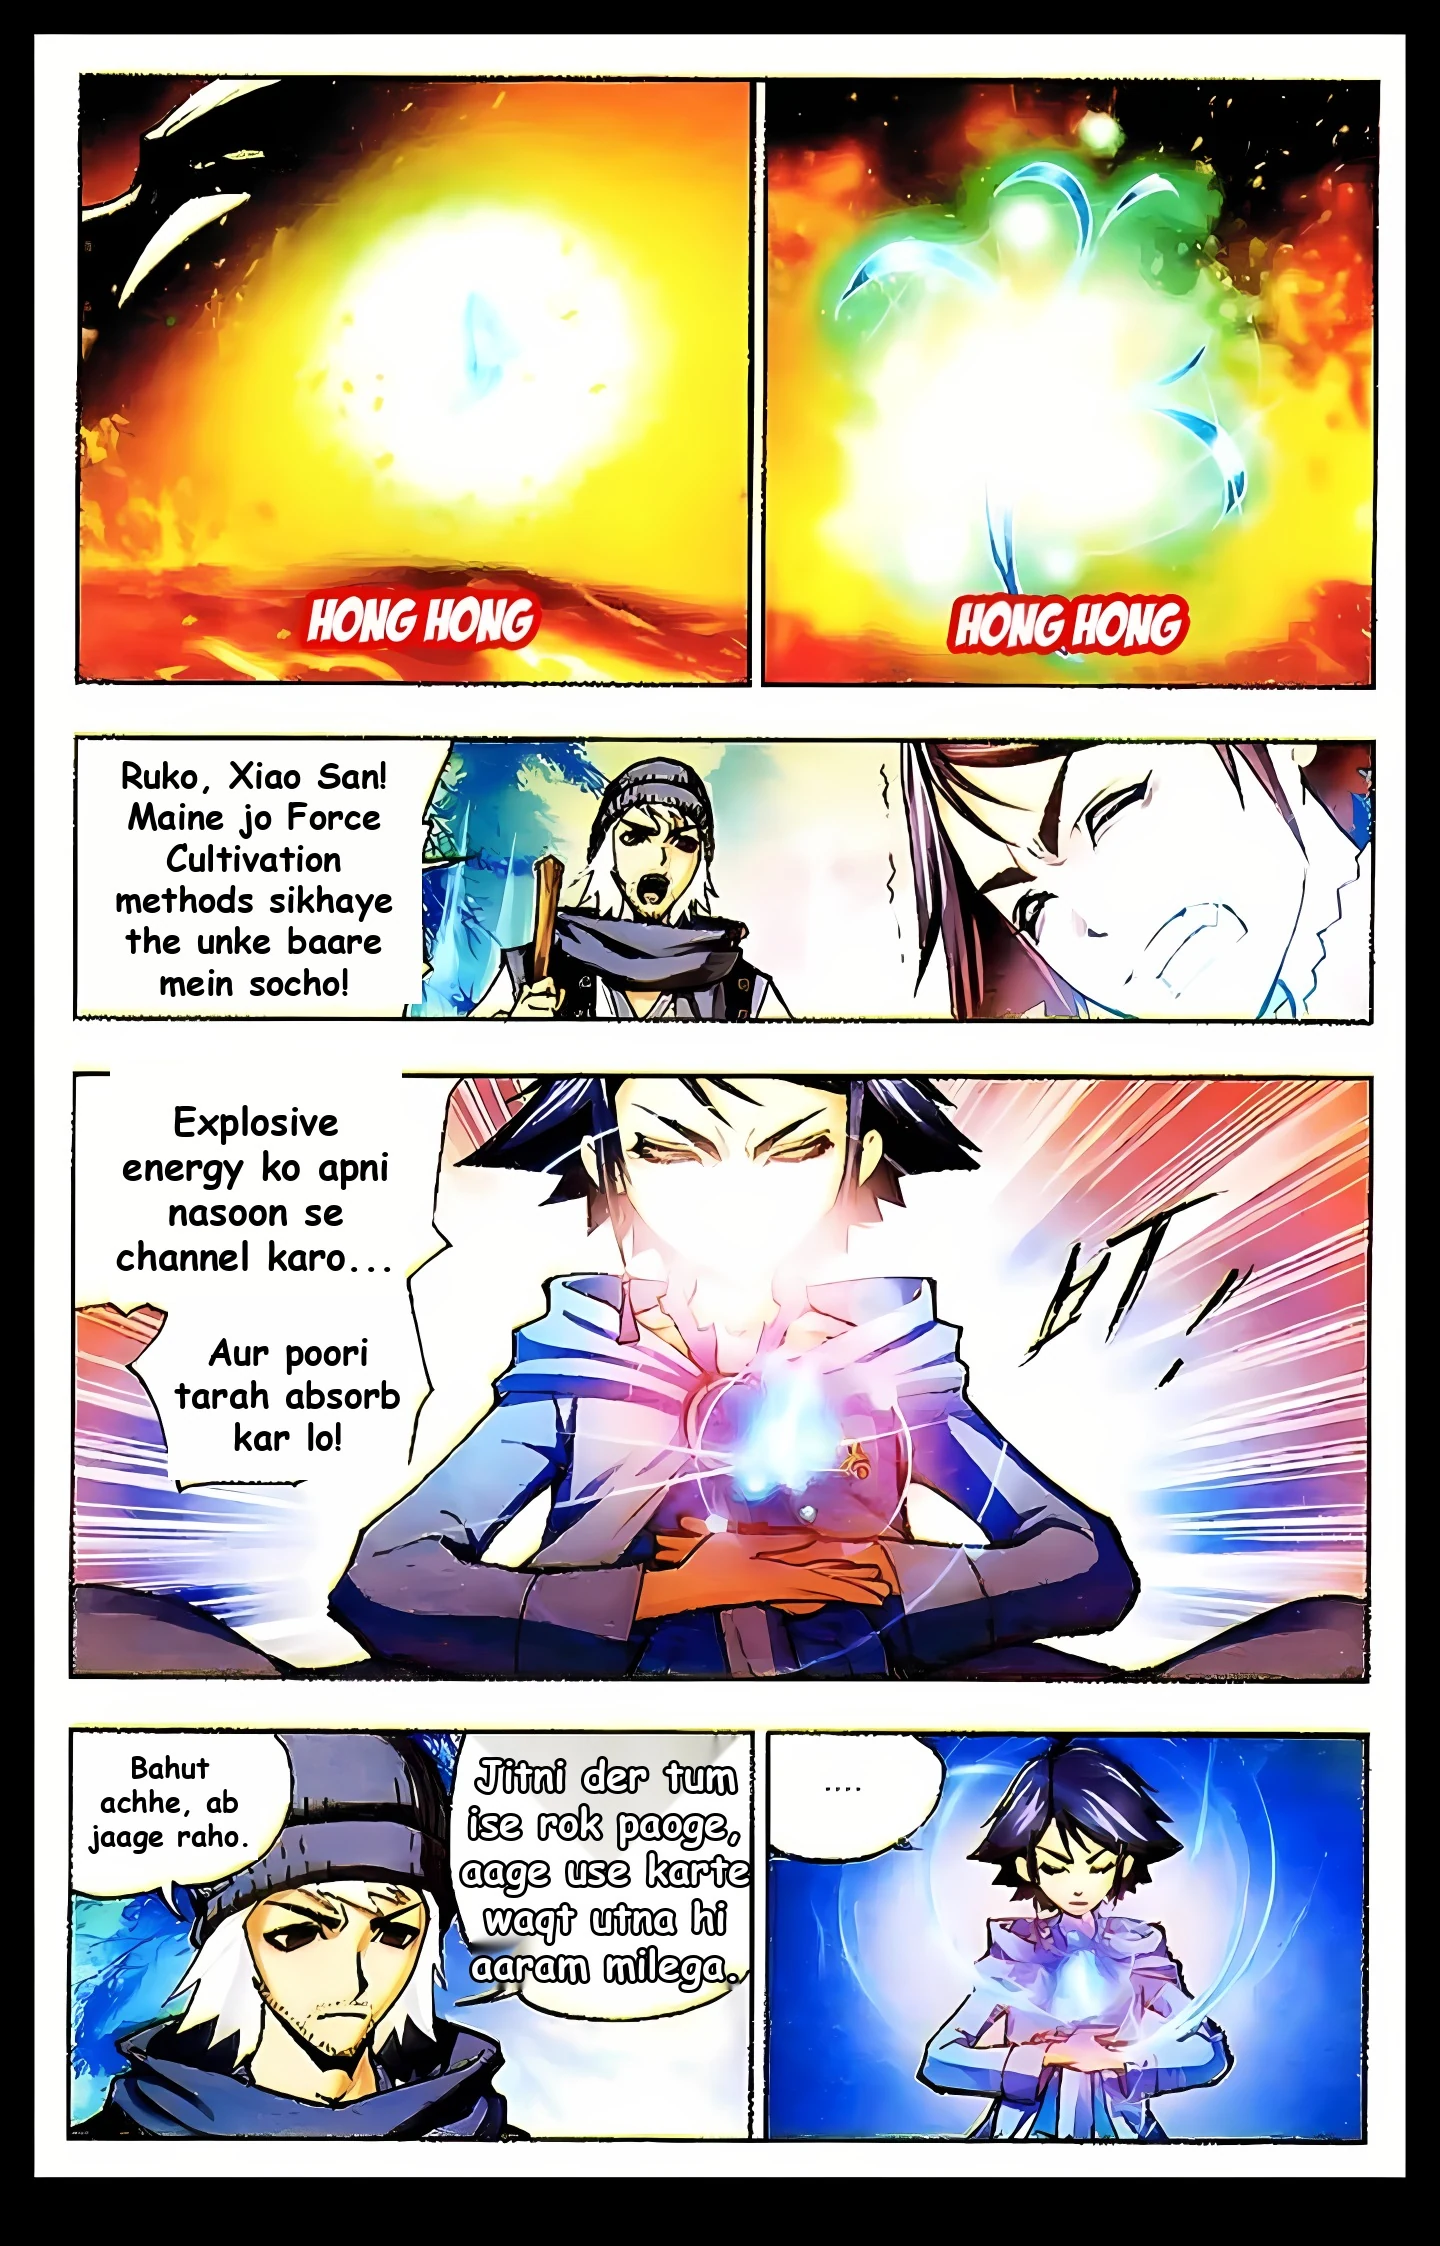 HONG HONG
HONG HONG
Ruko, Xiao San!
Maine jo Force
Cultivation
methods sikhaye
the unke baare
mein socho!
Explosive
energy ko apni
nasoon se
channel karo...
Aur poori
tarah absorb
kar lo!
Bahut
achhe, ab
jaage raho.
Jitni der tum
ise rok paoge,
aage use karte
waqt utna hi
aaram milega.
....